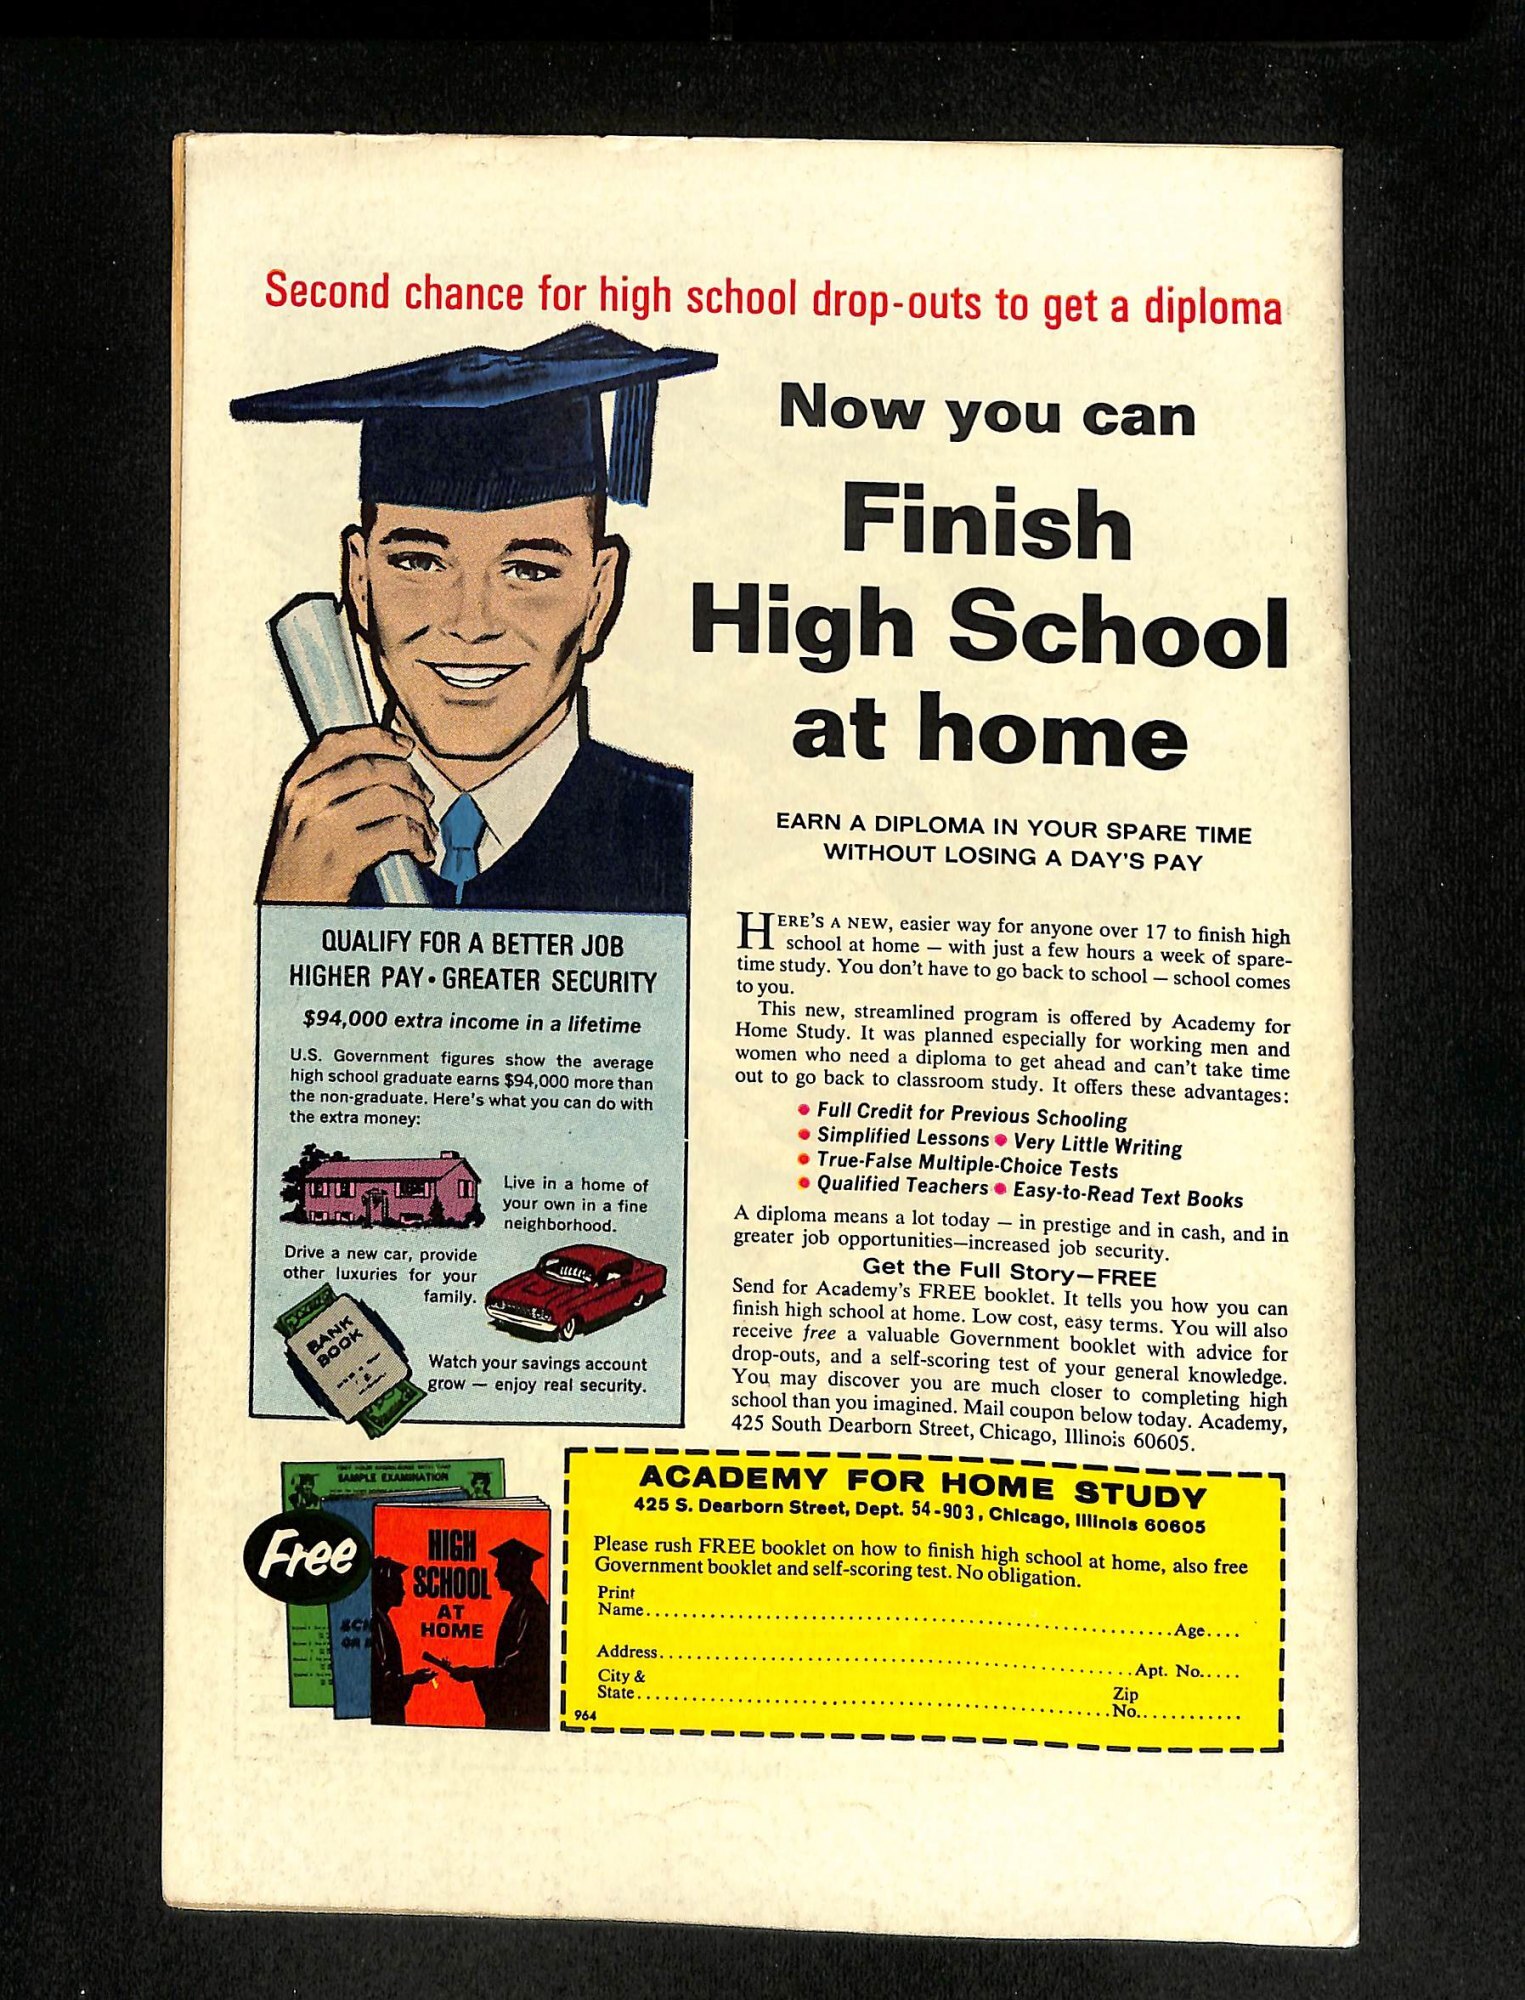 Second chance for high school drop-outs to get a diploma
Now you can
Finish
High School
at home
EARN A DIPLOMA IN YOUR SPARE TIME
WITHOUT LOSING A DAY'S PAY
QUALIFY FOR A BETTER JOB
HIGHER PAY • GREATER SECURITY
$94,000 extra income in a lifetime
U.S. Government figures show the average
high school graduate earns $94,000 more than
the non-graduate. Here's what you can do with
the extra money:
Live in a home of
your own in a fine
neighborhood.
Drive a new car, provide
other luxuries for your
family.
BANK
BOOK
Watch your savings account
grow — enjoy real security.
HERE'S A NEW, easier way for anyone over 17 to finish high
school at home — with just a few hours a week of spare-
time study. You don't have to go back to school — school comes
to you.
This new, streamlined program is offered by Academy for
Home Study. It was planned especially for working men and
women who need a diploma to get ahead and can't take time
out to go back to classroom study. It offers these advantages:
• Full Credit for Previous Schooling
• Simplified Lessons • Very Little Writing
• True-False Multiple-Choice Tests
• Qualified Teachers • Easy-to-Read Text Books
A diploma means a lot today — in prestige and in cash, and in
greater job opportunities—increased job security.
Get the Full Story—FREE
Send for Academy's FREE booklet. It tells you how you can
finish high school at home. Low cost, easy terms. You will also
receive free a valuable Government booklet with advice for
drop-outs, and a self-scoring test of your general knowledge.
You may discover you are much closer to completing high
school than you imagined. Mail coupon below today. Academy,
425 South Dearborn Street, Chicago, Illinois 60605.
SAMPLE EXAMINATION
Free
HIGH
SCHOOL
AT
HOME
ACADEMY FOR HOME STUDY
425 S. Dearborn Street, Dept. 54-903, Chicago, Illinois 60605
Please rush FREE booklet on how to finish high school at home, also free
Government booklet and self-scoring test. No obligation.
Print
Name..........Age....
Address..........Apt. No.....
City &
State..........Zip
No...........
964